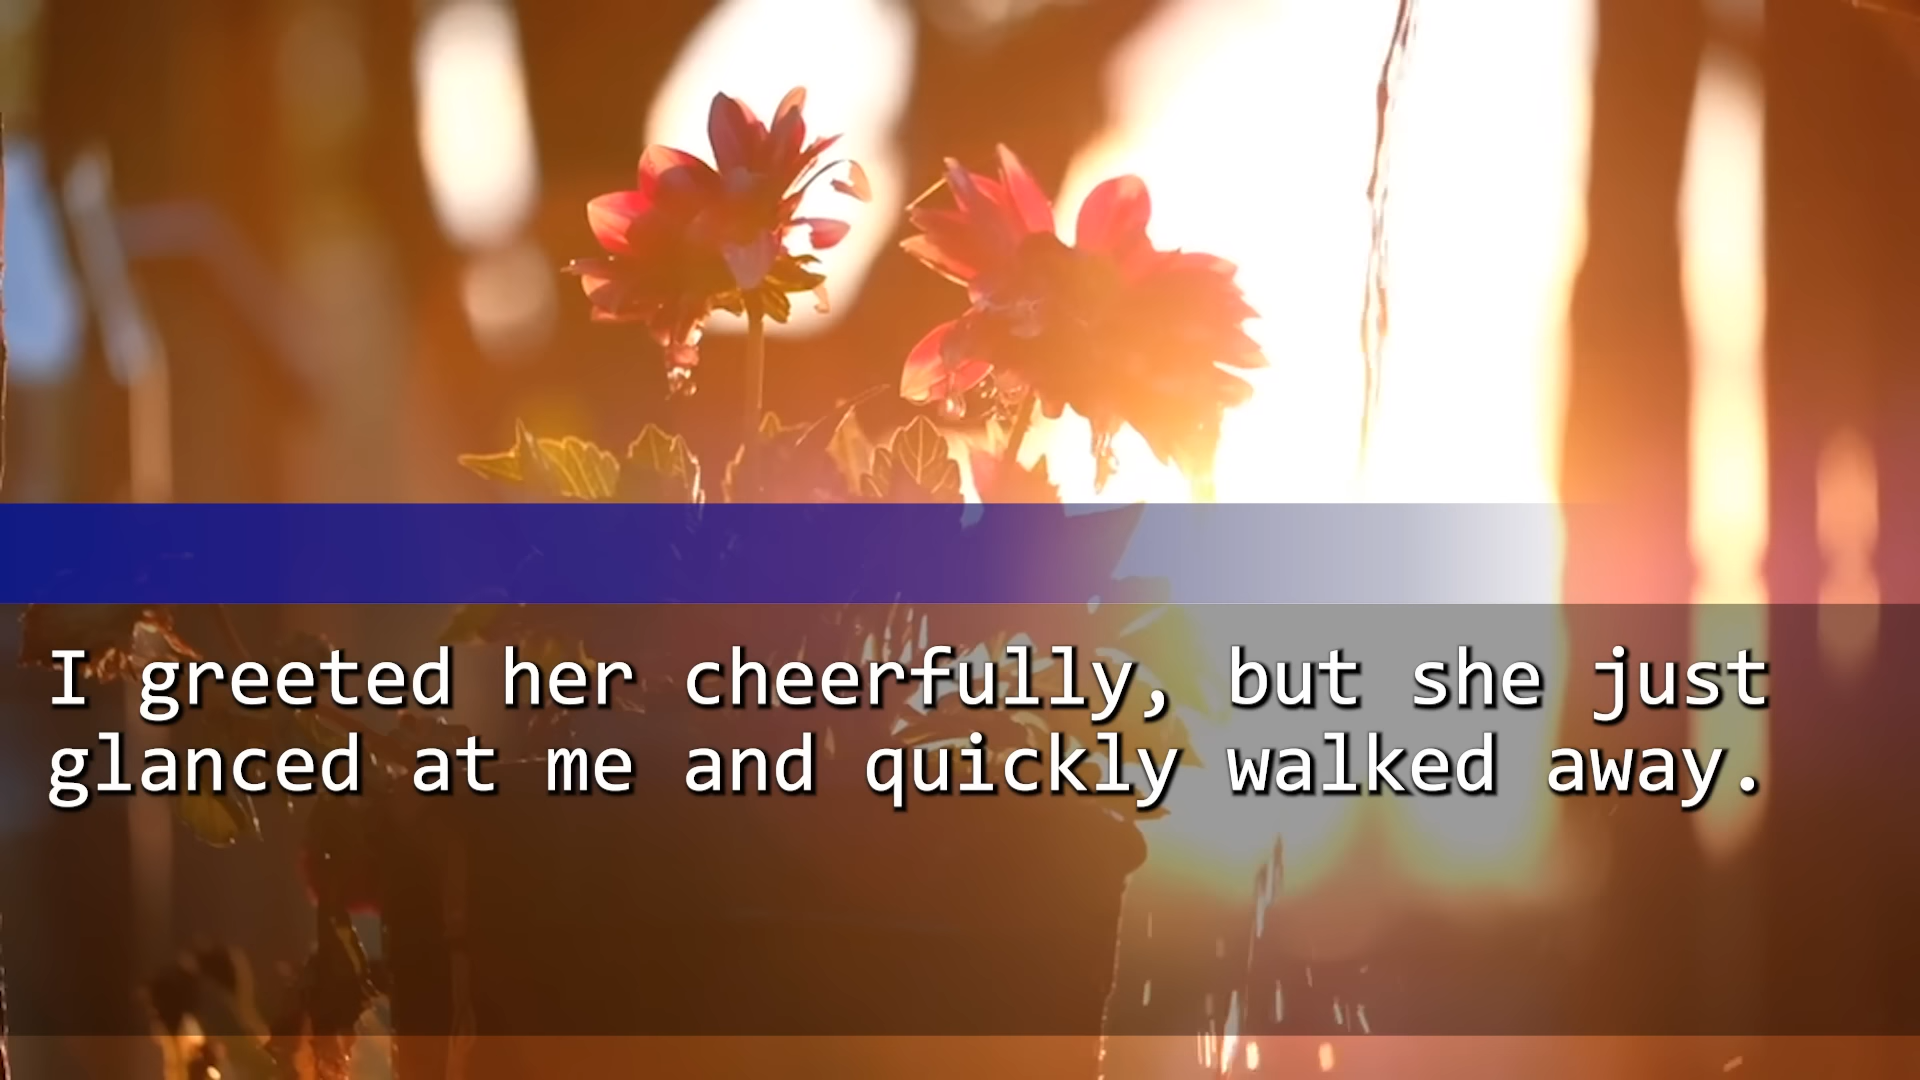 I greeted her cheerfully, but she just
glanced at me and quickly walked away.